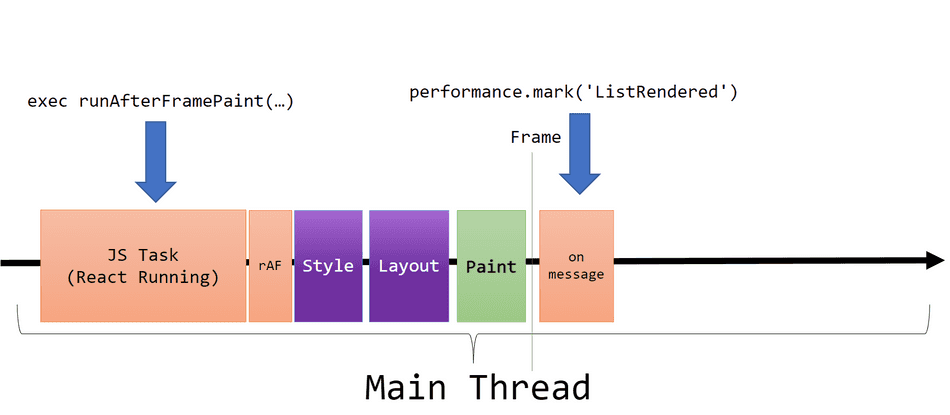 exec runAfterFramePaint(…)
performance.mark('ListRendered')
Frame
JS Task
(React Running)
rAF
Style
Layout
Paint
on
message
Main Thread